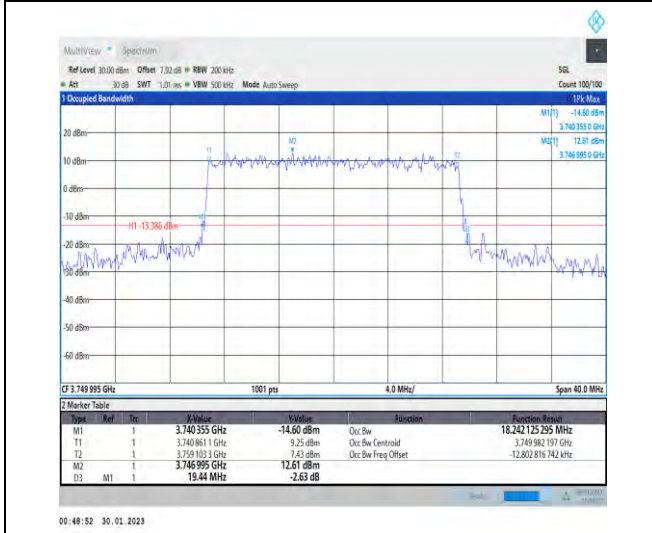 MultiView Spectrum
Ref Level 30.00 dBm Offset 7.92 dB RBW 200 kHz SGL
Att 30 dB SWT 1.01 ms VBW 500 kHz Mode Auto Sweep Count 100/100
1 Occupied Bandwidth 1Pk Max
M1[1] -14.60 dBm
3.740 355 0 GHz
M2[1] 12.61 dBm
3.746 995 0 GHz
20 dBm
M2
T1
T2
10 dBm
0 dBm
-10 dBm
H1 -13.386 dBm
-20 dBm
-30 dBm
-40 dBm
-50 dBm
-60 dBm
CF 3.749 995 GHz 1001 pts 4.0 MHz/ Span 40.0 MHz
2 Marker Table
Type Ref Trc X-Value Y-Value Function Function Result
M1 1 3.740 355 GHz -14.60 dBm Occ Bw 18.242 125 295 MHz
T1 1 3.740 861 1 GHz 9.25 dBm Occ Bw Centroid 3.749 982 197 GHz
T2 1 3.759 103 3 GHz 7.43 dBm Occ Bw Freq Offset -12.802 816 742 kHz
M2 1 3.746 995 GHz 12.61 dBm
D3 M1 1 19.44 MHz -2.63 dB
00:48:52 30.01.2023